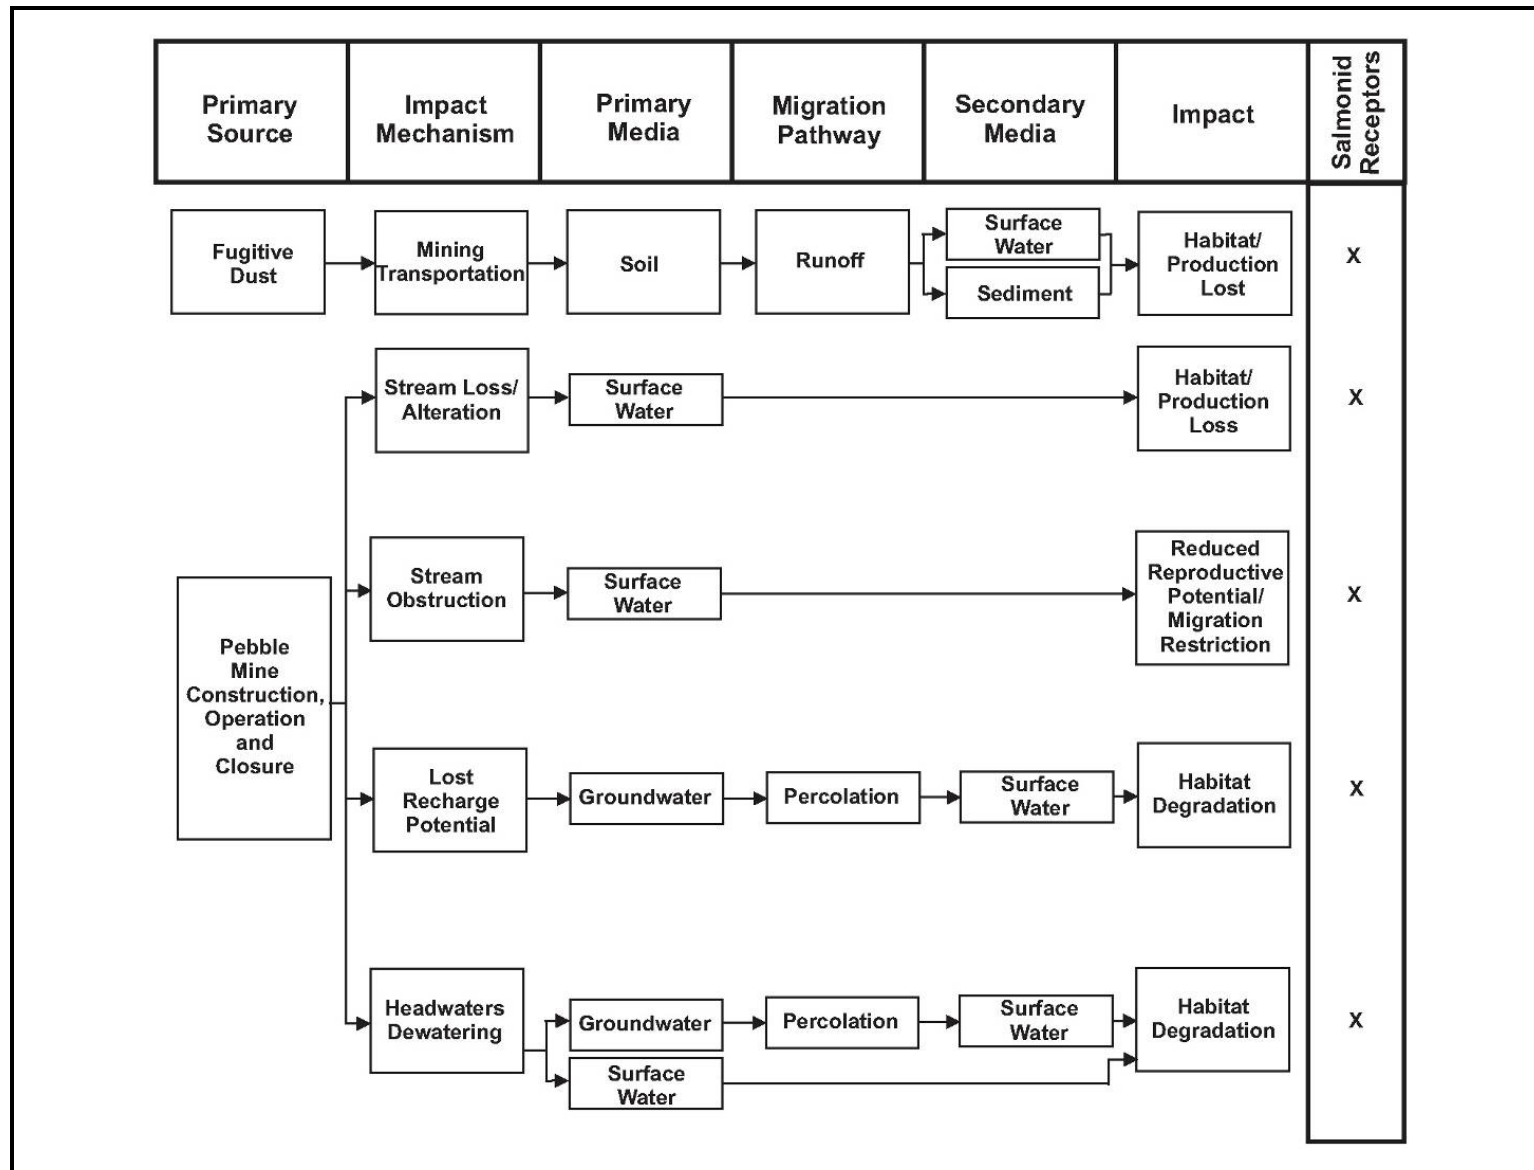 Primary
Source
Impact
Mechanism
Primary
Media
Migration
Pathway
Secondary
Media
Impact
Salmonid
Receptors
Fugitive
Dust
Mining
Transportation
Soil
Runoff
Surface
Water
Sediment
Habitat/
Production
Lost
X
Stream Loss/
Alteration
Surface
Water
Habitat/
Production
Loss
X
Pebble
Mine
Construction,
Operation
and
Closure
Stream
Obstruction
Surface
Water
Reduced
Reproductive
Potential/
Migration
Restriction
X
Lost
Recharge
Potential
Groundwater
Percolation
Surface
Water
Habitat
Degradation
X
Headwaters
Dewatering
Groundwater
Percolation
Surface
Water
Surface
Water
Habitat
Degradation
X